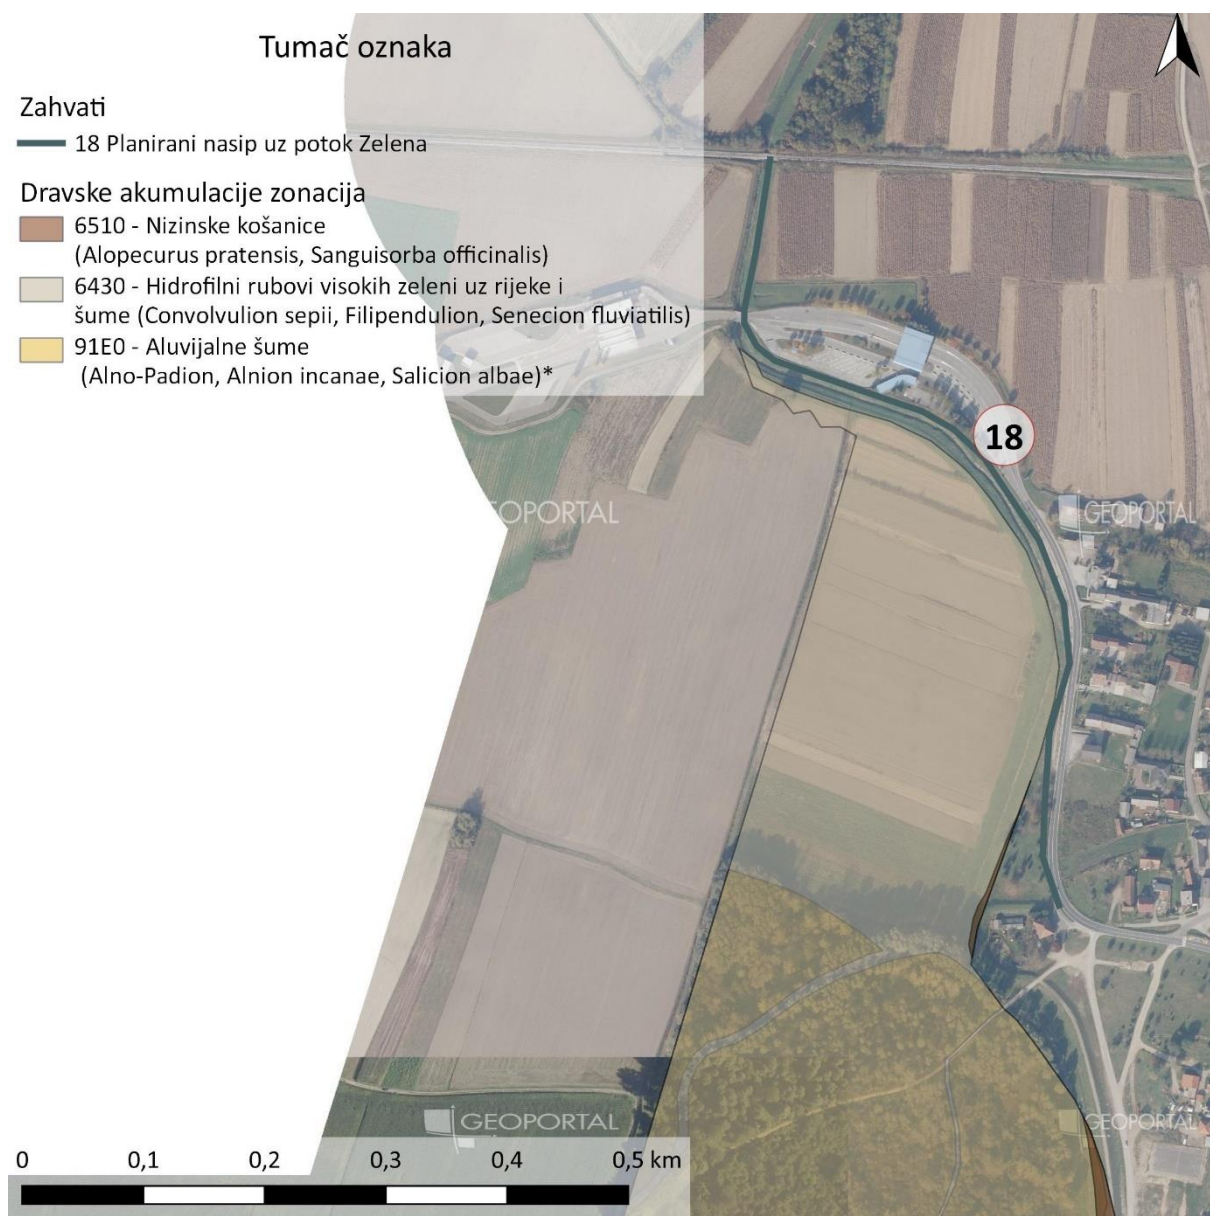 Tumač oznaka
Zahvati
18 Planirani nasip uz potok Zelena
Dravske akumulacije zonacija
6510 - Nizinske košanice
(Alopecurus pratensis, Sanguisorba officinalis)
6430 - Hidrofilni rubovi visokih zeleni uz rijeke i
šume (Convolvulion sepii, Filipendulion, Senecion fluviatilis)
91E0 - Aluvijalne šume
(Alno-Padion, Alnion incanae, Salicion albae)*
18
GEOPORTAL
GEOPORTAL
GEOPORTAL
GEOPORTAL
0 0,1 0,2 0,3 0,4 0,5 km